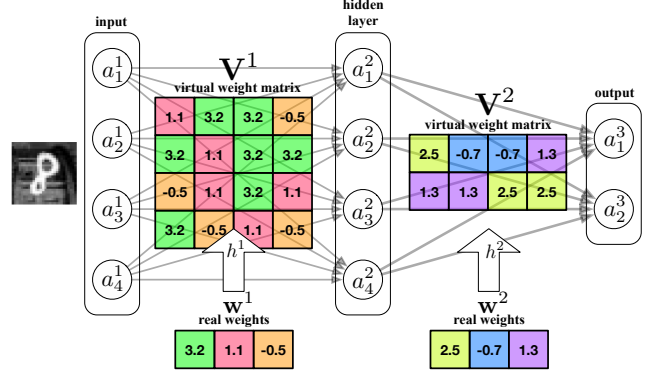 input
hidden
layer
output
V¹
virtual weight matrix
V²
virtual weight matrix
a₁¹
a₂¹
a₃¹
a₄¹
1.1 3.2 3.2 -0.5
3.2 1.1 3.2 3.2
-0.5 1.1 3.2 1.1
3.2 -0.5 1.1 -0.5
a₁²
a₂²
a₃²
a₄²
2.5 -0.7 -0.7 1.3
1.3 1.3 2.5 2.5
a₁³
a₂³
h¹
h²
w¹
real weights
3.2 1.1 -0.5
w²
real weights
2.5 -0.7 1.3